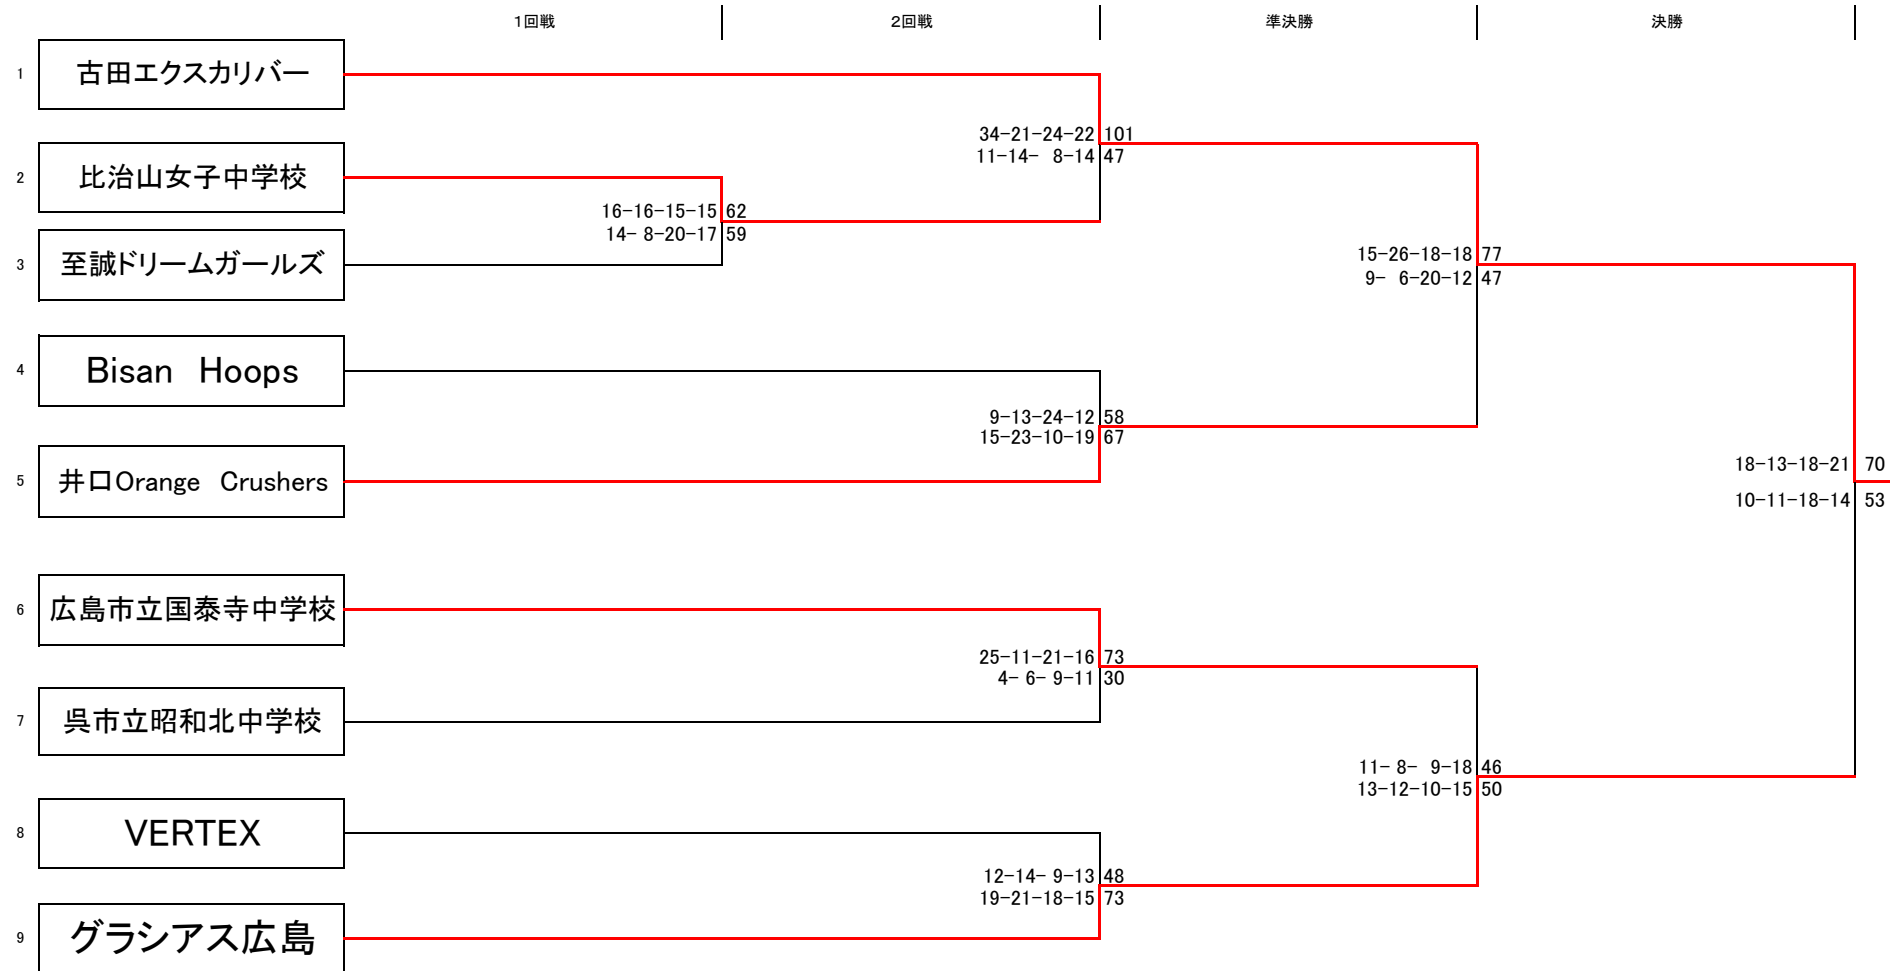 1回戦 2回戦 準決勝 決勝
1 古田エクスカリバー
34-21-24-22 101
11-14- 8-14 47
2 比治山女子中学校
16-16-15-15 62
14- 8-20-17 59
3 至誠ドリームガールズ
15-26-18-18 77
9- 6-20-12 47
4 Bisan Hoops
9-13-24-12 58
15-23-10-19 67
5 井口Orange Crushers
18-13-18-21 70
10-11-18-14 53
6 広島市立国泰寺中学校
25-11-21-16 73
4- 6- 9-11 30
7 呉市立昭和北中学校
11- 8- 9-18 46
13-12-10-15 50
8 VERTEX
12-14- 9-13 48
19-21-18-15 73
9 グラシアス広島